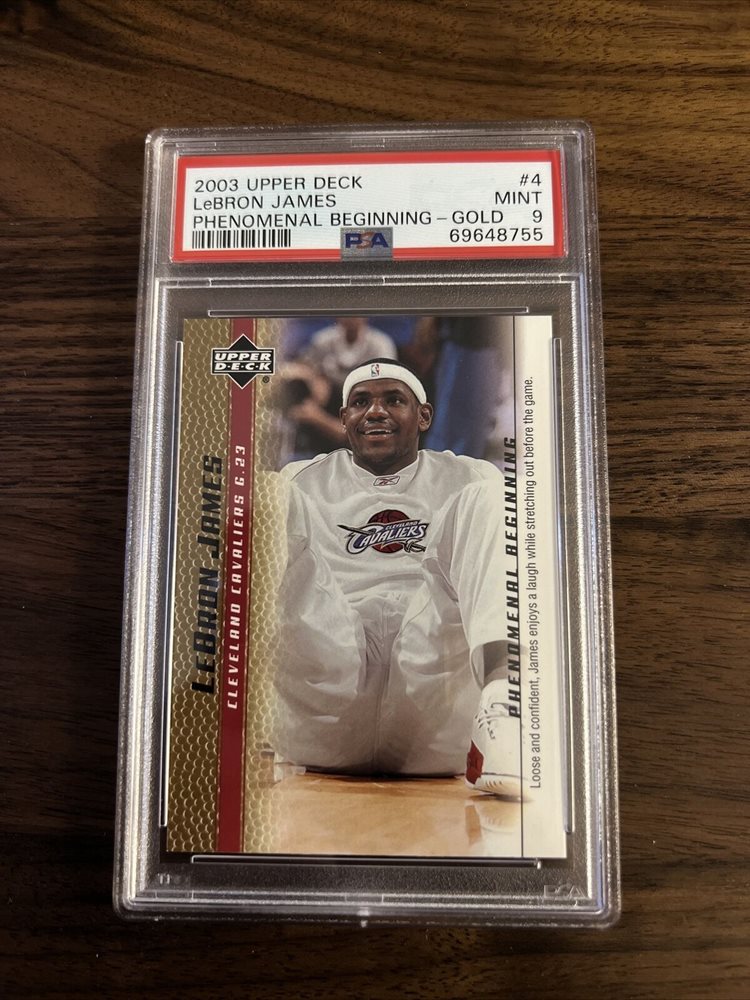 2003 UPPER DECK #4
LeBRON JAMES MINT
PHENOMENAL BEGINNING - GOLD 9
69648755
PSA
UPPER
DECK
LEBRON JAMES
CLEVELAND CAVALIERS G.23
CLEVELAND
CAVALIERS
PHENOMENAL BEGINNING
Loose and confident, James enjoys a laugh while stretching out before the game.
PSA